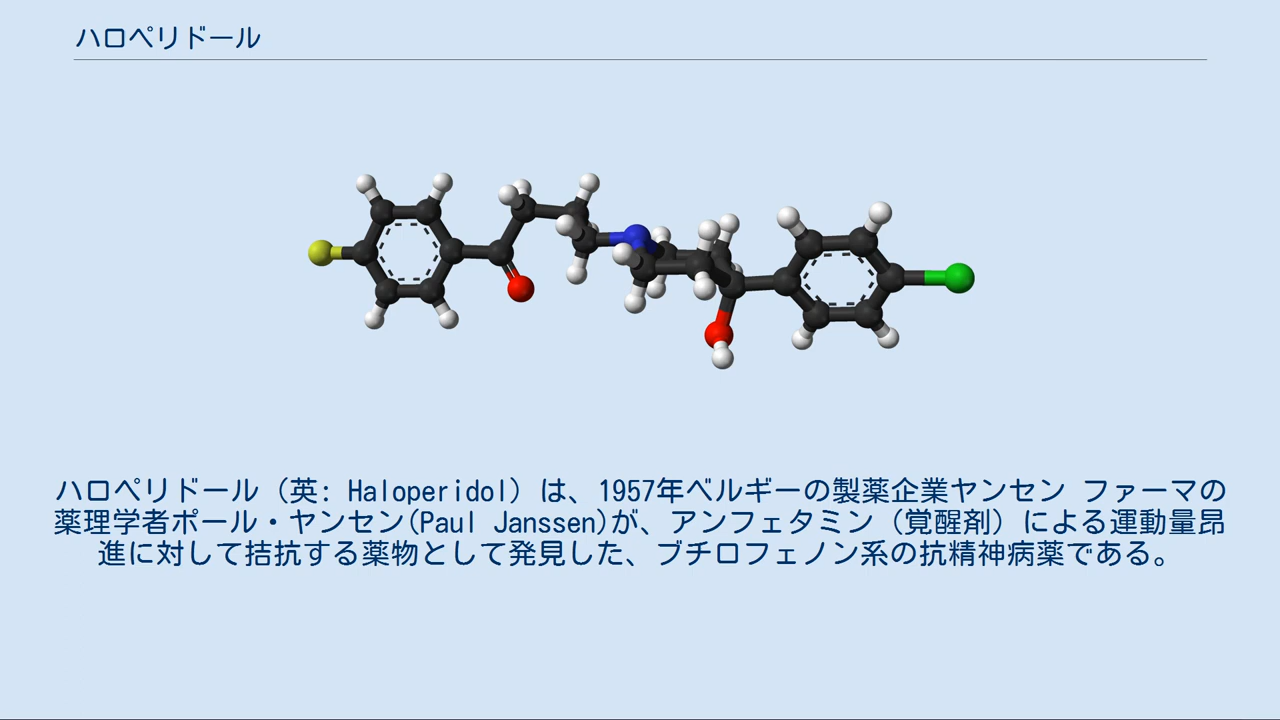 ハロペリドール
ハロペリドール（英: Haloperidol）は、1957年ベルギーの製薬企業ヤンセン ファーマの
薬理学者ポール・ヤンセン(Paul Janssen)が、アンフェタミン（覚醒剤）による運動量昂
進に対して拮抗する薬物として発見した、ブチロフェノン系の抗精神病薬である。